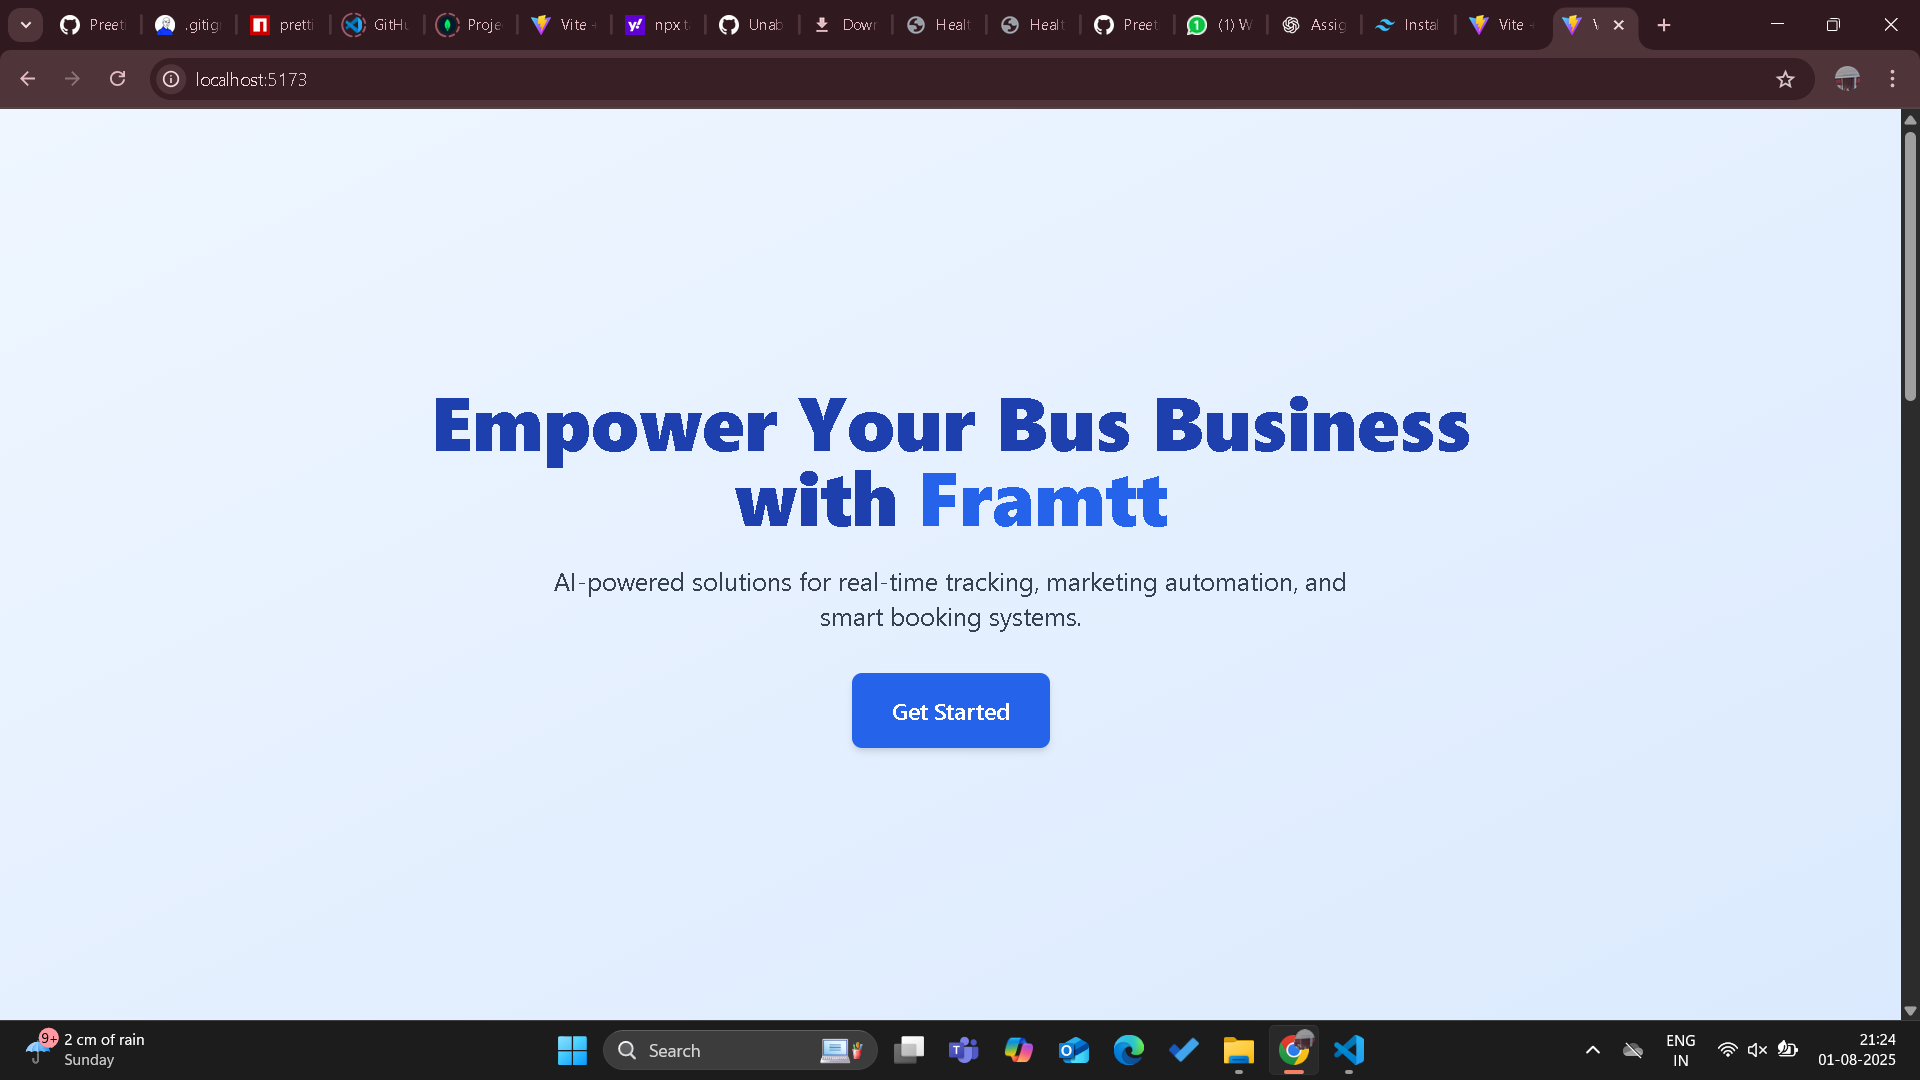 Preet
.gitig
pretti
GitHu
Proje
Vite
npx t
Unab
Down
Healt
Healt
Preet
(1) W
Assig
Instal
Vite
localhost:5173
Empower Your Bus Business
with Framtt
AI-powered solutions for real-time tracking, marketing automation, and
smart booking systems.
Get Started
9+
2 cm of rain
Sunday
Search
ENG
IN
21:24
01-08-2025